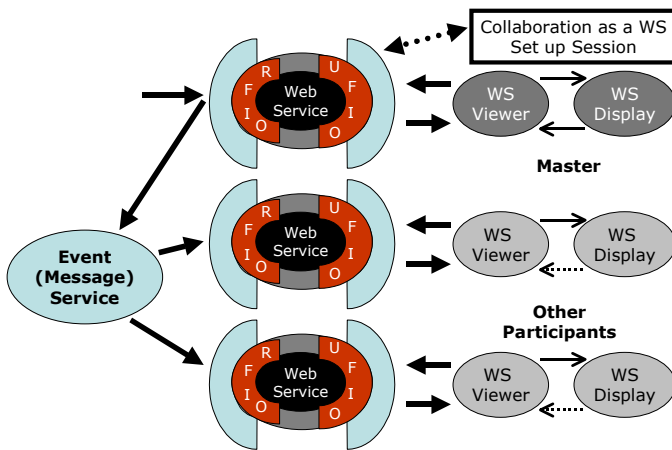 Collaboration as a WS
Set up Session
R
F
I
O
Web
Service
U
F
I
O
WS
Viewer
WS
Display
Master
Event
(Message)
Service
R
F
I
O
Web
Service
U
F
I
O
WS
Viewer
WS
Display
Other
Participants
R
F
I
O
Web
Service
U
F
I
O
WS
Viewer
WS
Display